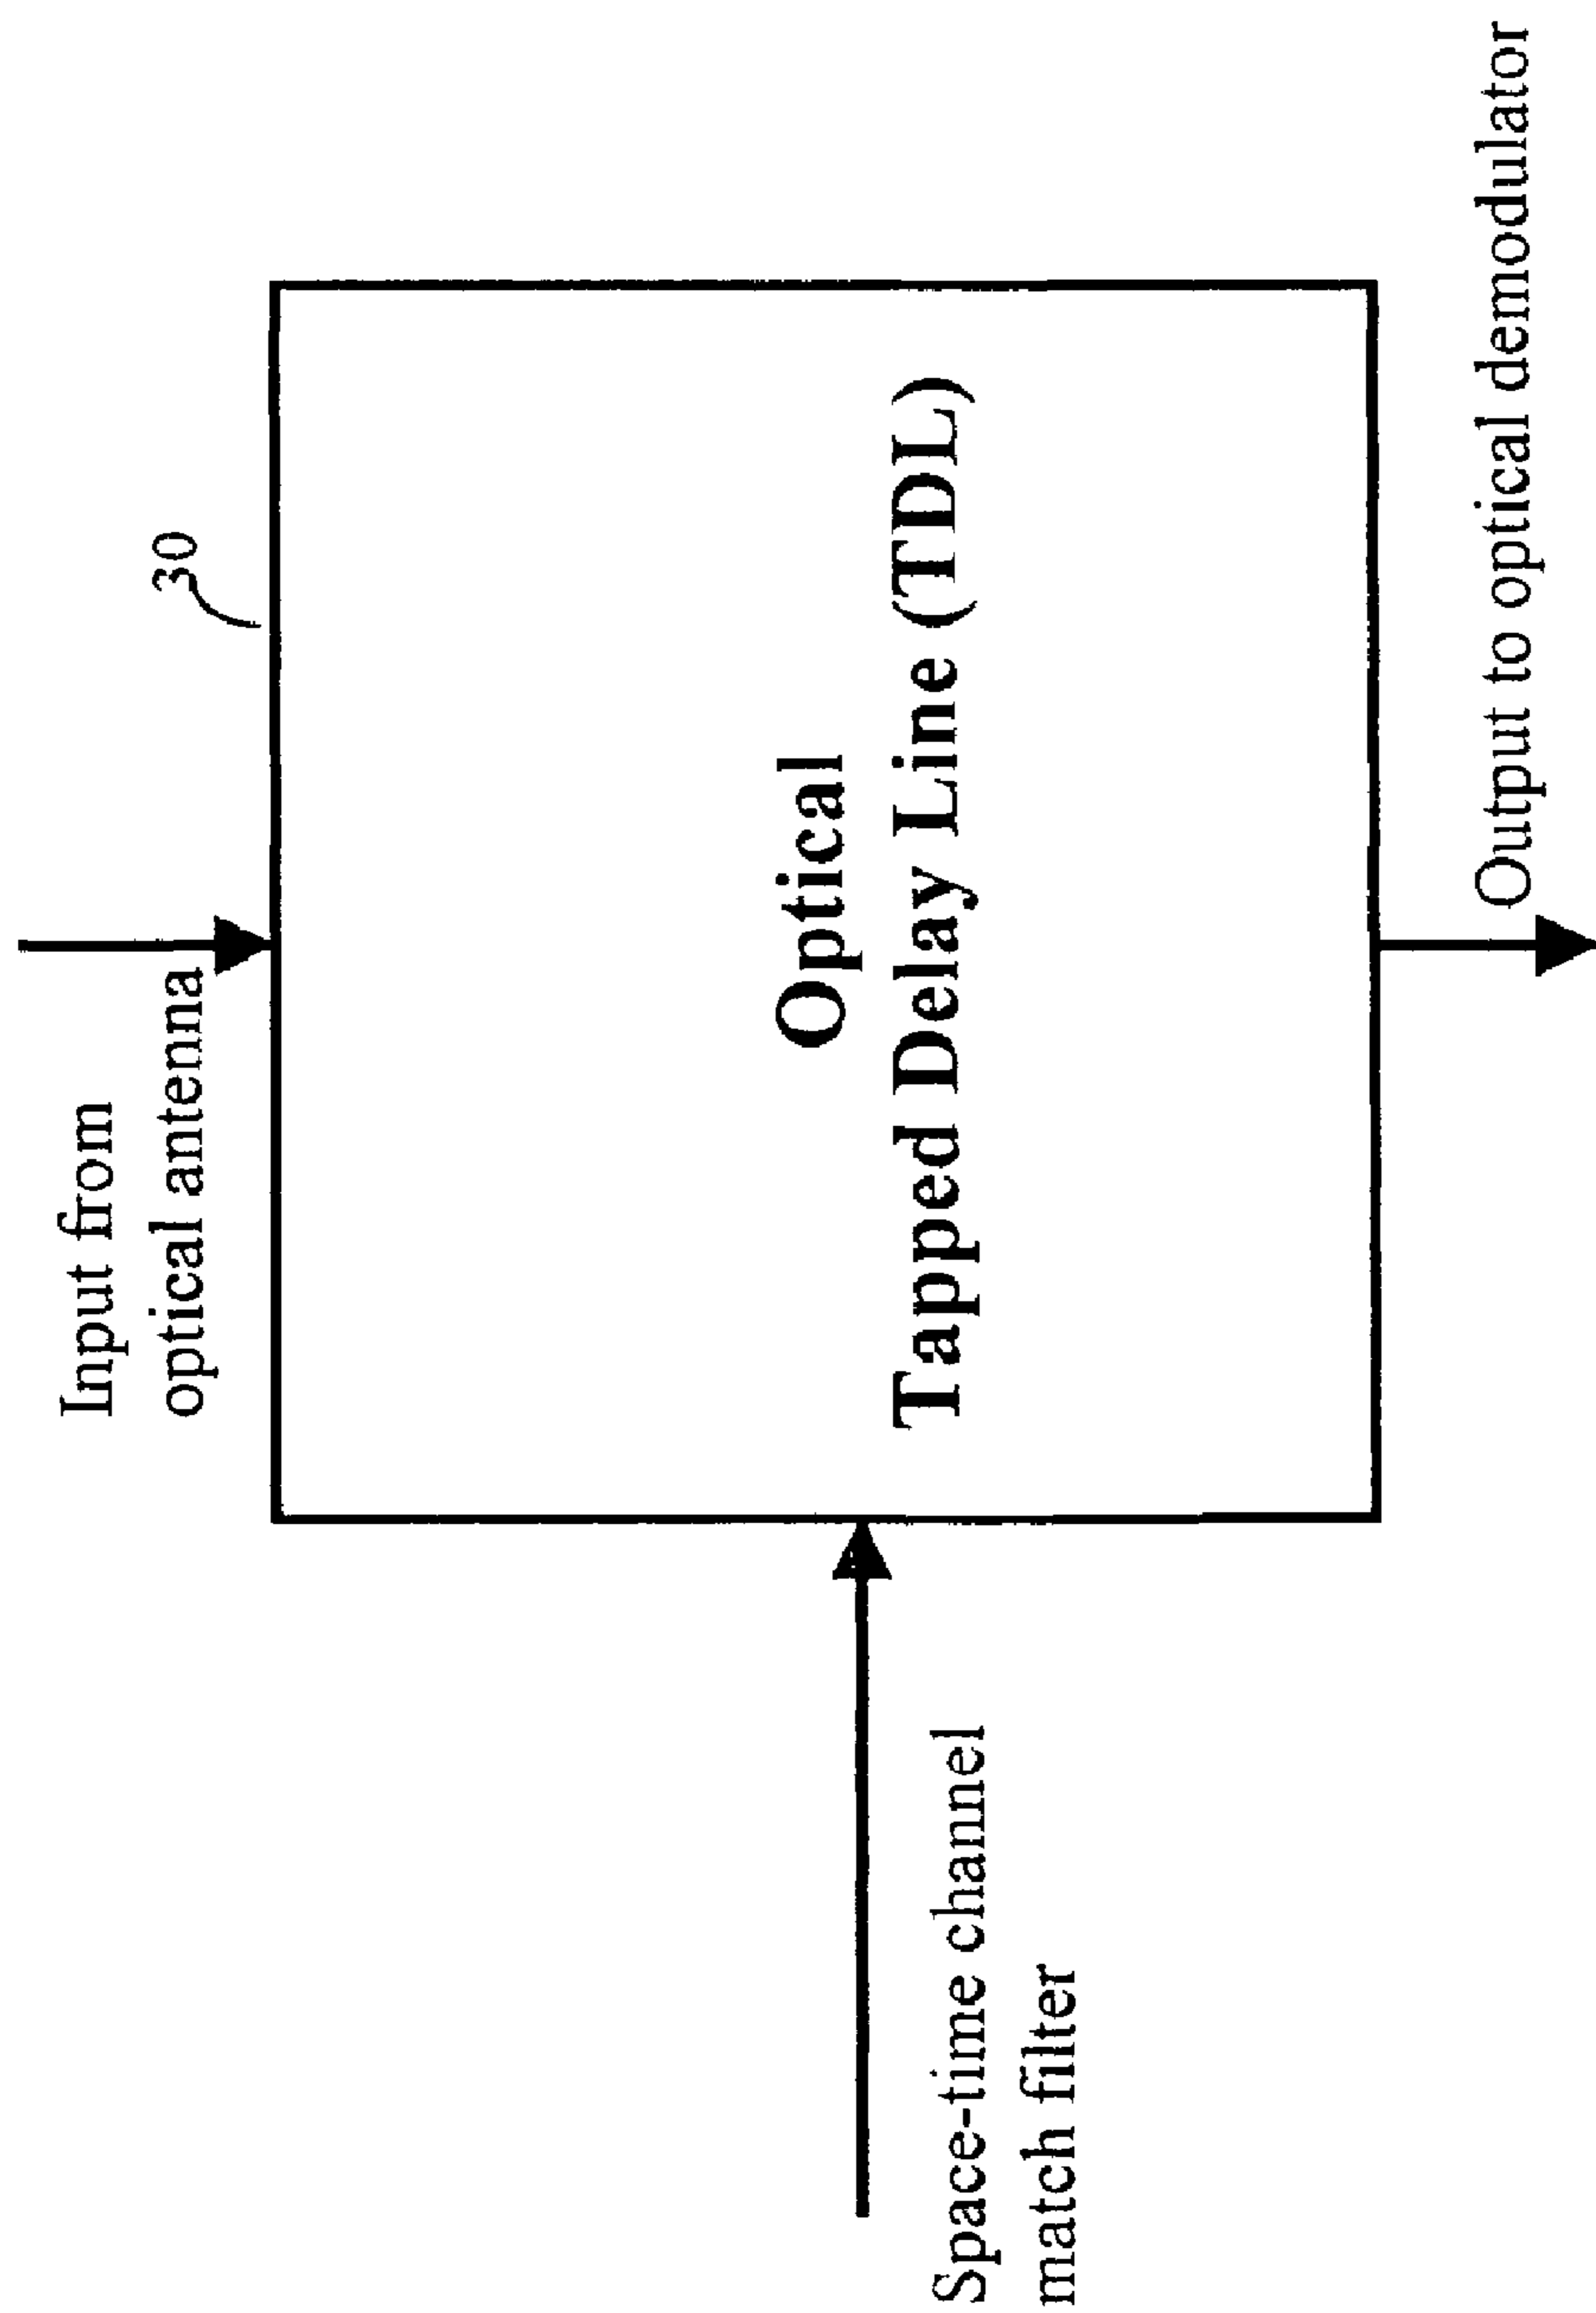 Input from
optical antenna
30
Optical
Tapped Delay Line (TDL)
Space-time channel
match filter
Output to optical demodulator